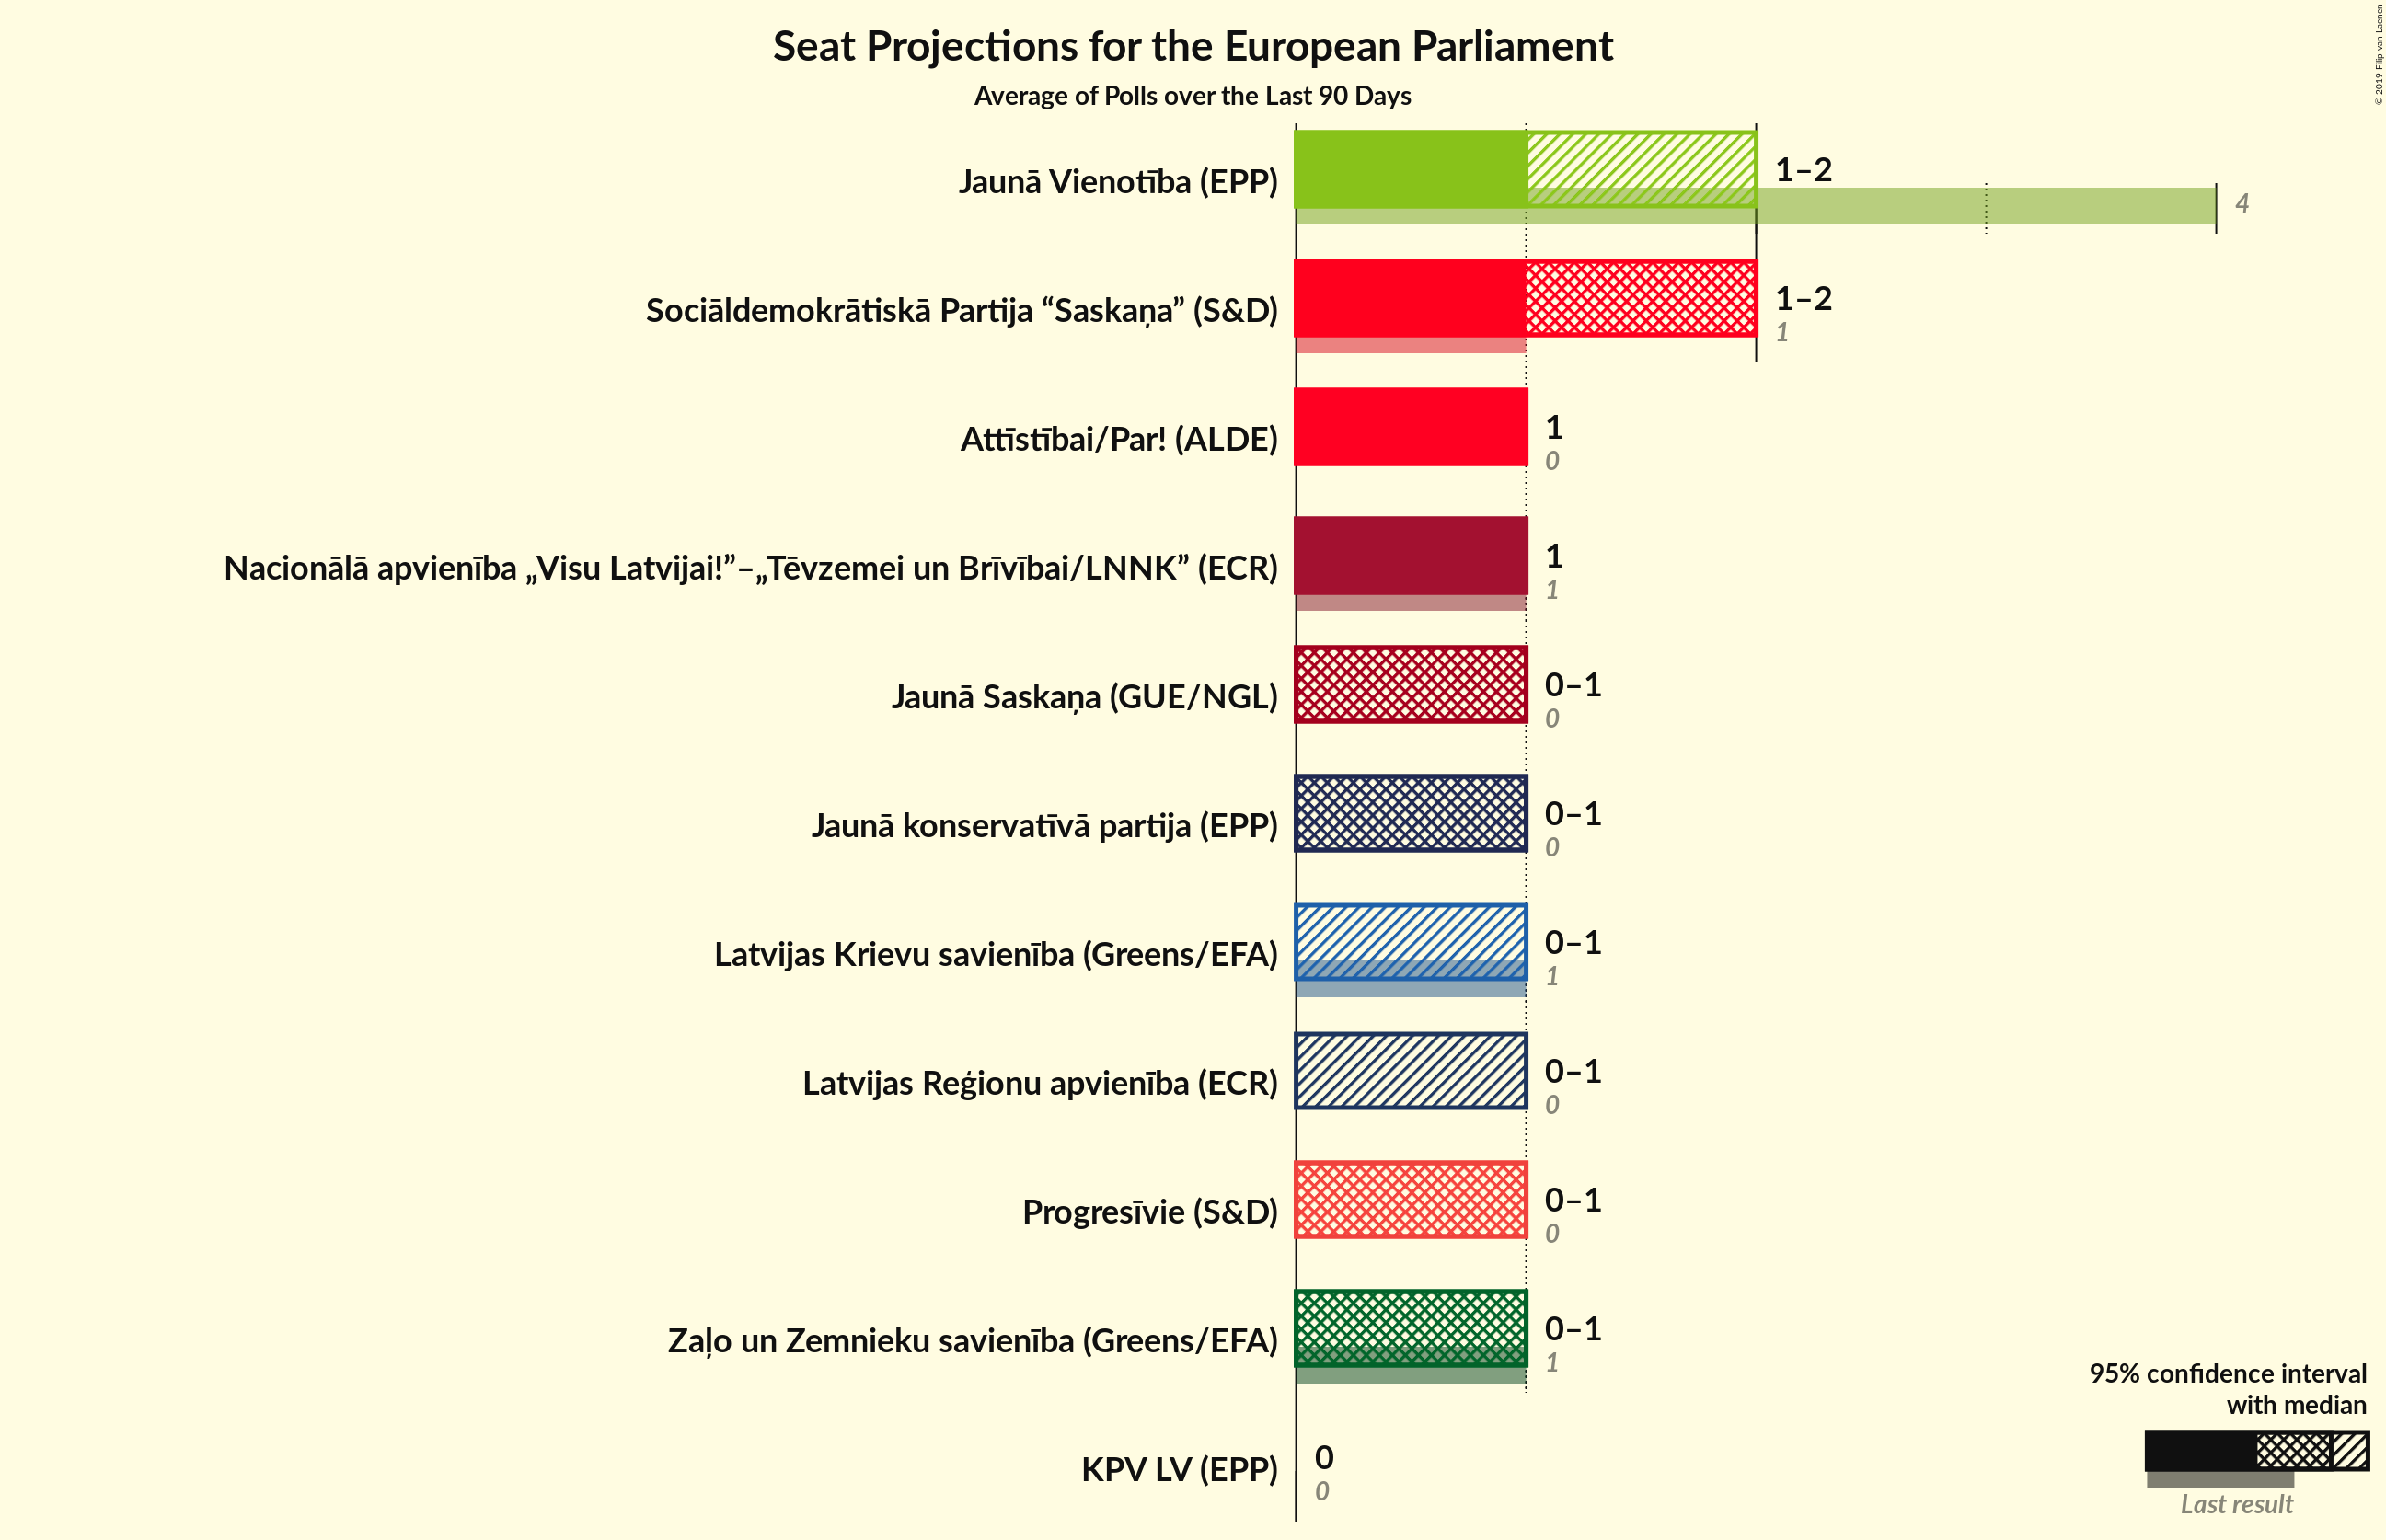 Seat Projections for the European Parliament
Average of Polls over the Last 90 Days
© 2019 Filip van Laenen
Jaunā Vienotība (EPP)
1–2
4
Sociāldemokrātiskā Partija “Saskaņa” (S&D)
1–2
1
Attīstībai/Par! (ALDE)
1
0
Nacionālā apvienība „Visu Latvijai!”–„Tēvzemei un Brīvībai/LNNK” (ECR)
1
1
Jaunā Saskaņa (GUE/NGL)
0–1
0
Jaunā konservatīvā partija (EPP)
0–1
0
Latvijas Krievu savienība (Greens/EFA)
0–1
1
Latvijas Reģionu apvienība (ECR)
0–1
0
Progresīvie (S&D)
0–1
0
Zaļo un Zemnieku savienība (Greens/EFA)
0–1
1
KPV LV (EPP)
0
0
95% confidence interval
with median
Last result